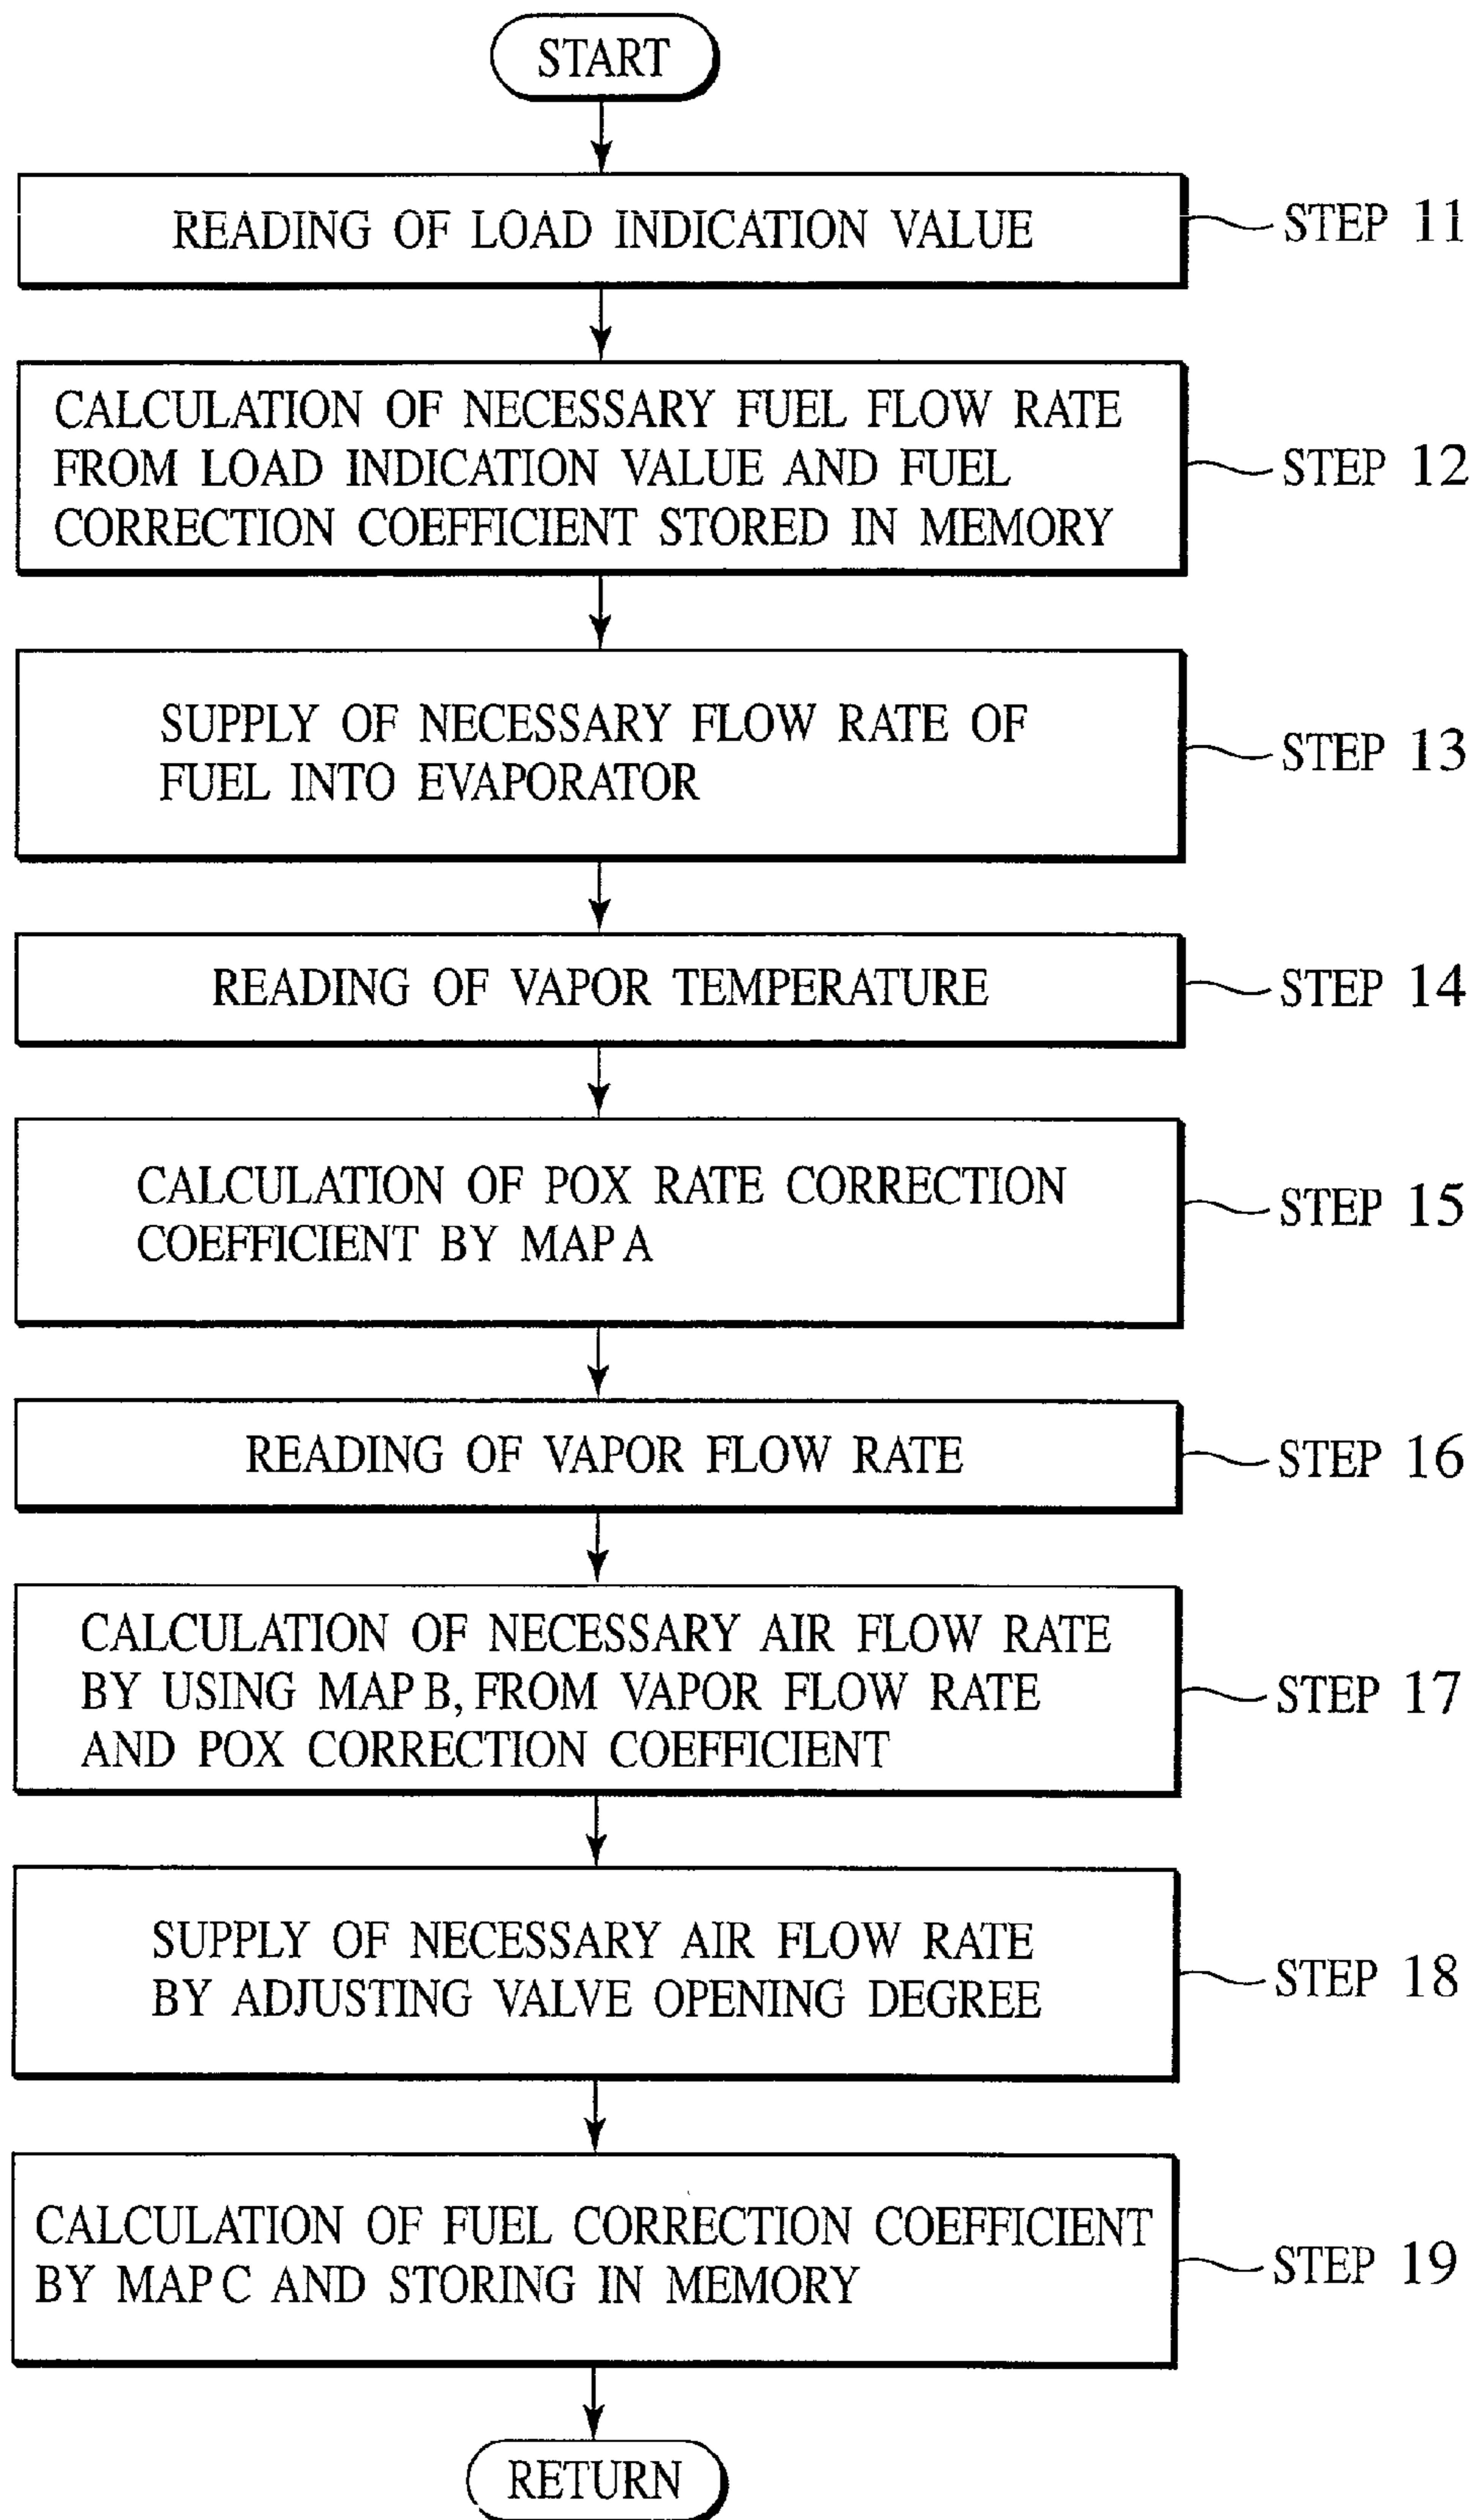 START
READING OF LOAD INDICATION VALUE
STEP 11
CALCULATION OF NECESSARY FUEL FLOW RATE
FROM LOAD INDICATION VALUE AND FUEL
CORRECTION COEFFICIENT STORED IN MEMORY
STEP 12
SUPPLY OF NECESSARY FLOW RATE OF
FUEL INTO EVAPORATOR
STEP 13
READING OF VAPOR TEMPERATURE
STEP 14
CALCULATION OF POX RATE CORRECTION
COEFFICIENT BY MAP A
STEP 15
READING OF VAPOR FLOW RATE
STEP 16
CALCULATION OF NECESSARY AIR FLOW RATE
BY USING MAP B, FROM VAPOR FLOW RATE
AND POX CORRECTION COEFFICIENT
STEP 17
SUPPLY OF NECESSARY AIR FLOW RATE
BY ADJUSTING VALVE OPENING DEGREE
STEP 18
CALCULATION OF FUEL CORRECTION COEFFICIENT
BY MAP C AND STORING IN MEMORY
STEP 19
RETURN